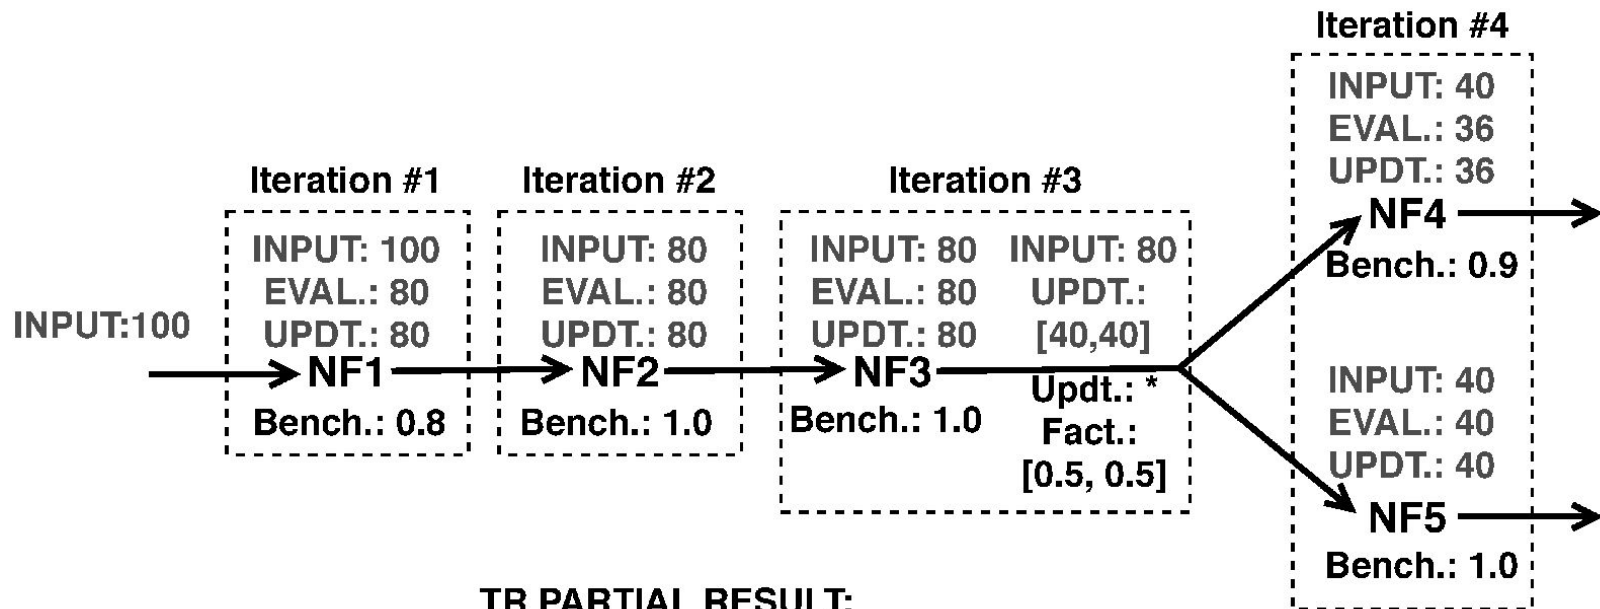 Iteration #4
INPUT: 40
EVAL.: 36
UPDT.: 36
NF4
Bench.: 0.9
Iteration #1
Iteration #2
Iteration #3
INPUT:100
INPUT: 100
EVAL.: 80
UPDT.: 80
NF1
Bench.: 0.8
INPUT: 80
EVAL.: 80
UPDT.: 80
NF2
Bench.: 1.0
INPUT: 80
EVAL.: 80
UPDT.: 80
NF3
Bench.: 1.0
INPUT: 80
UPDT.:
[40,40]
Updt.: *
Fact.:
[0.5, 0.5]
INPUT: 40
EVAL.: 40
UPDT.: 40
NF5
Bench.: 1.0
TR PARTIAL RESULT: